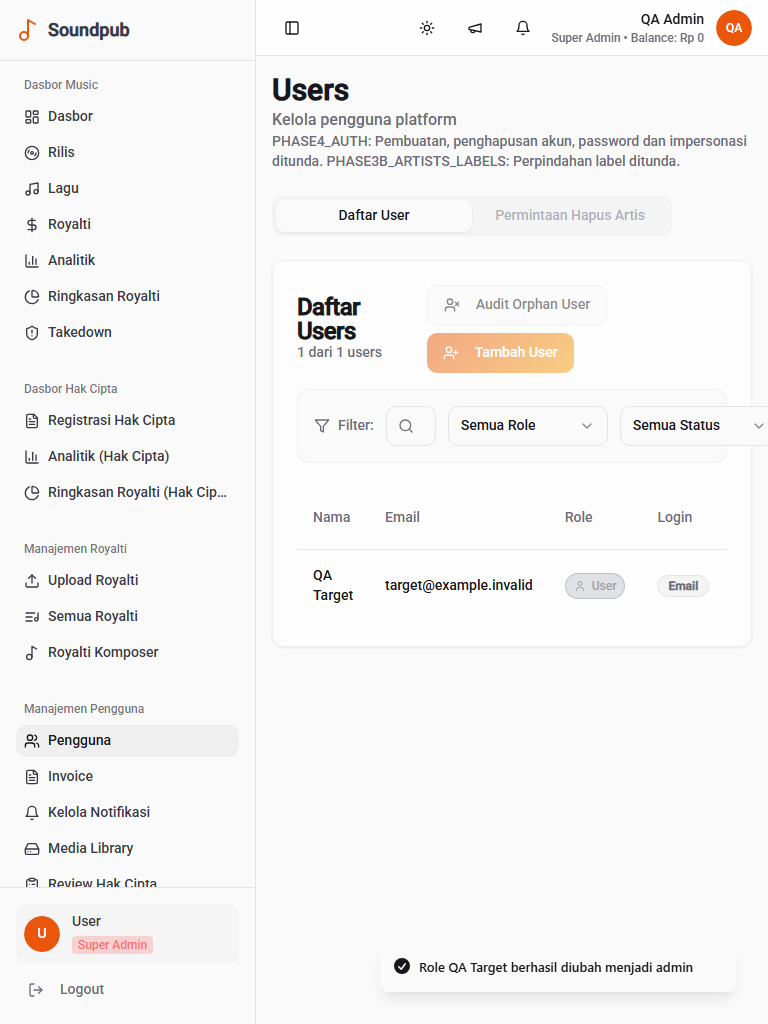 Soundpub
Dasbor Music
Dasbor
Rilis
Lagu
Royalti
Analitik
Ringkasan Royalti
Takedown
Dasbor Hak Cipta
Registrasi Hak Cipta
Analitik (Hak Cipta)
Ringkasan Royalti (Hak Cip...
Manajemen Royalti
Upload Royalti
Semua Royalti
Royalti Komposer
Manajemen Pengguna
Pengguna
Invoice
Kelola Notifikasi
Media Library
Review Hak Cipta
U
User
Super Admin
Logout
QA Admin
Super Admin • Balance: Rp 0
QA
Users
Kelola pengguna platform
PHASE4_AUTH: Pembuatan, penghapusan akun, password dan impersonasi
ditunda. PHASE3B_ARTISTS_LABELS: Perpindahan label ditunda.
Daftar User
Permintaan Hapus Artis
Daftar
Users
1 dari 1 users
Audit Orphan User
Tambah User
Filter:
Semua Role
Semua Status
Nama Email Role Login
QA
Target
target@example.invalid
User
Email
Role QA Target berhasil diubah menjadi admin